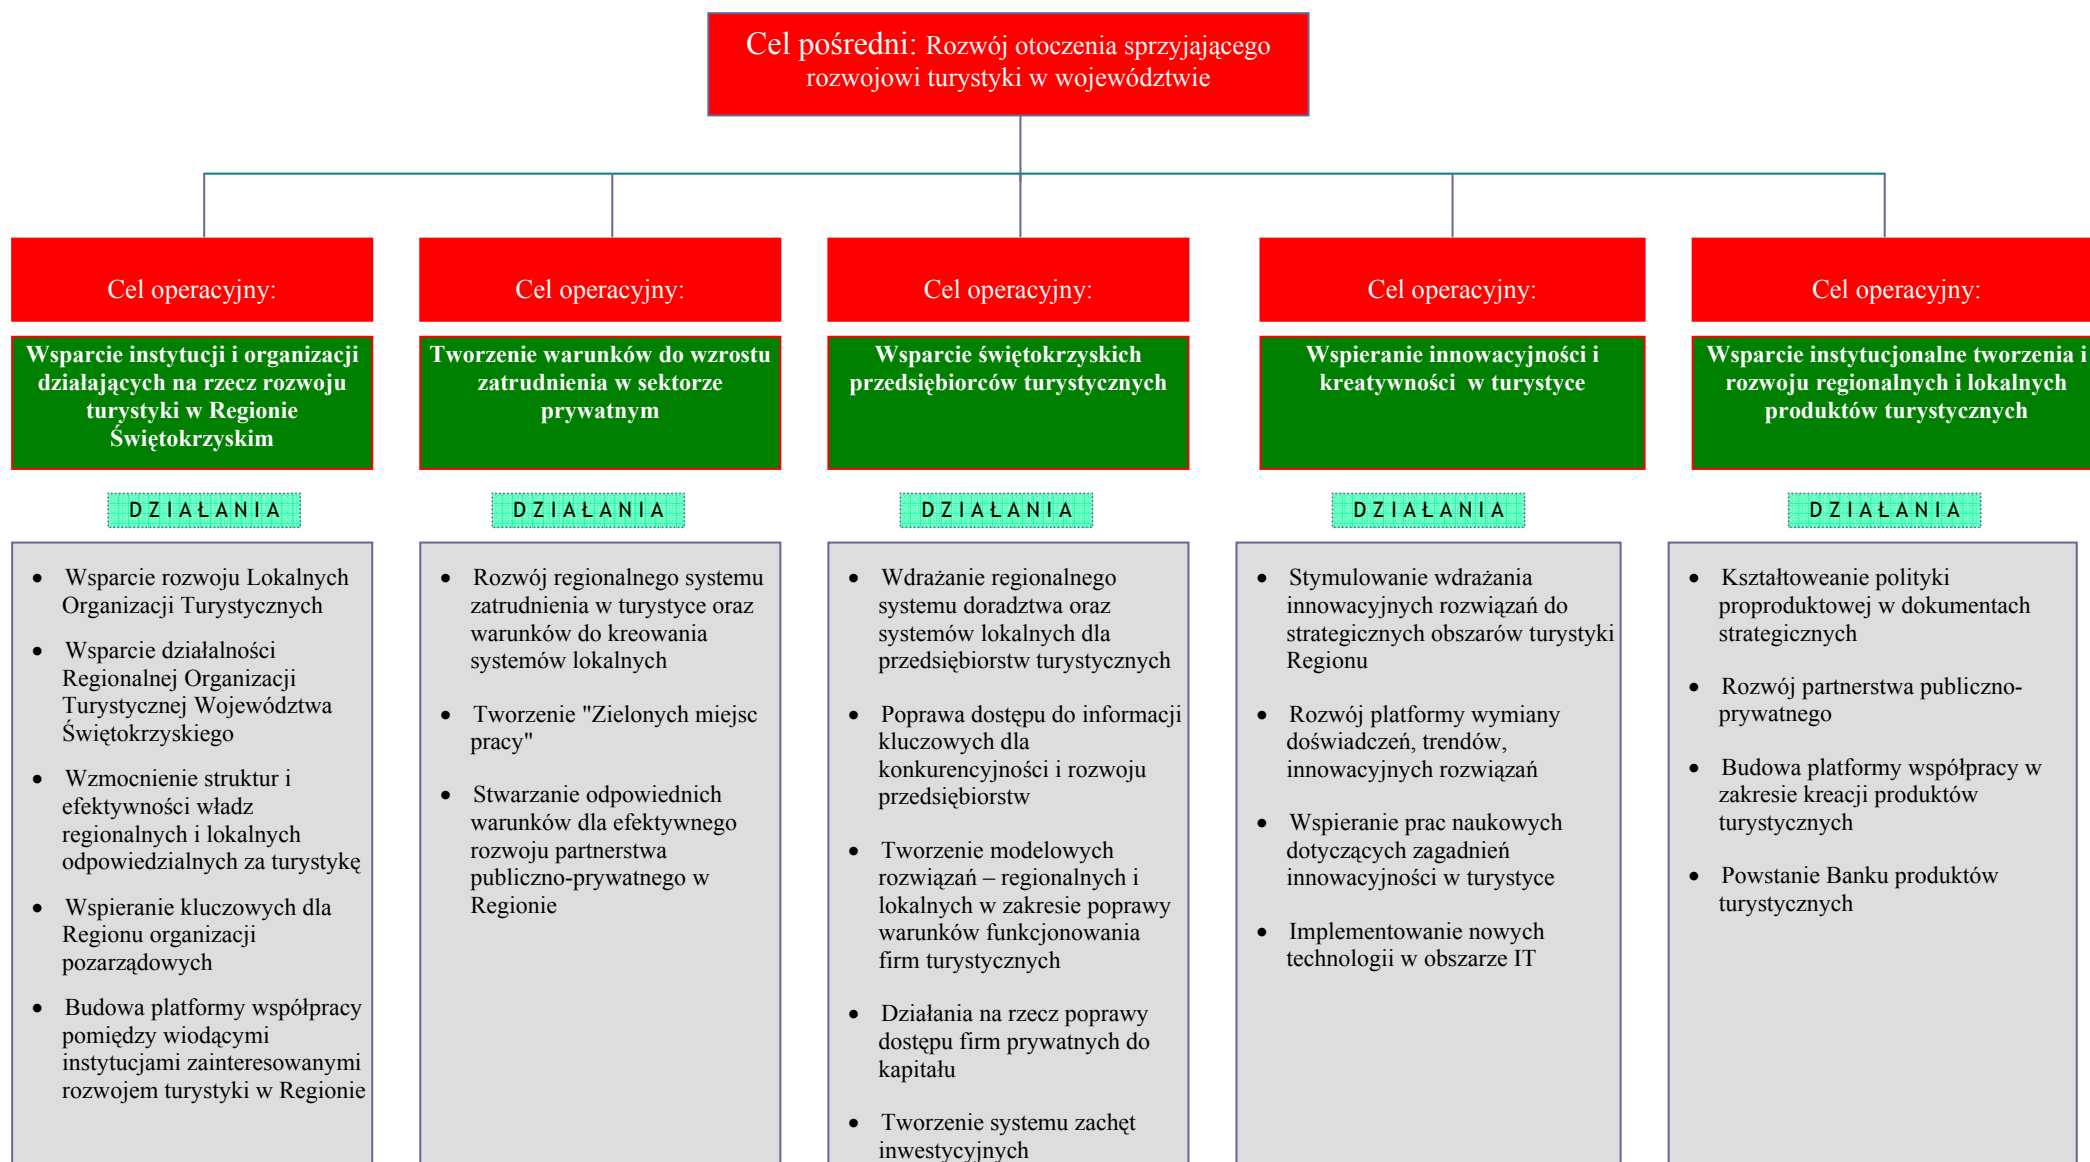 Cel pośredni: Rozwój otoczenia sprzyjającego
rozwojowi turystyki w województwie
Cel operacyjny:
Wsparcie instytucji i organizacji
działających na rzecz rozwoju
turystyki w Regionie
Świętokrzyskim
DZIAŁANIA
• Wsparcie rozwoju Lokalnych
Organizacji Turystycznych
• Wsparcie działalności
Regionalnej Organizacji
Turystycznej Województwa
Świętokrzyskiego
• Wzmocnienie struktur i
efektywności władz
regionalnych i lokalnych
odpowiedzialnych za turystykę
• Wspieranie kluczowych dla
Regionu organizacji
pozarządowych
• Budowa platformy współpracy
pomiędzy wiodącymi
instytucjami zainteresowanymi
rozwojem turystyki w Regionie
Cel operacyjny:
Tworzenie warunków do wzrostu
zatrudnienia w sektorze
prywatnym
DZIAŁANIA
• Rozwój regionalnego systemu
zatrudnienia w turystyce oraz
warunków do kreowania
systemów lokalnych
• Tworzenie "Zielonych miejsc
pracy"
• Stwarzanie odpowiednich
warunków dla efektywnego
rozwoju partnerstwa
publiczno-prywatnego w
Regionie
Cel operacyjny:
Wsparcie świętokrzyskich
przedsiębiorców turystycznych
DZIAŁANIA
• Wdrażanie regionalnego
systemu doradztwa oraz
systemów lokalnych dla
przedsiębiorstw turystycznych
• Poprawa dostępu do informacji
kluczowych dla
konkurencyjności i rozwoju
przedsiębiorstw
• Tworzenie modelowych
rozwiązań – regionalnych i
lokalnych w zakresie poprawy
warunków funkcjonowania
firm turystycznych
• Działania na rzecz poprawy
dostępu firm prywatnych do
kapitału
• Tworzenie systemu zachęt
inwestycyjnych
Cel operacyjny:
Wspieranie innowacyjności i
kreatywności w turystyce
DZIAŁANIA
• Stymulowanie wdrażania
innowacyjnych rozwiązań do
strategicznych obszarów turystyki
Regionu
• Rozwój platformy wymiany
doświadczeń, trendów,
innowacyjnych rozwiązań
• Wspieranie prac naukowych
dotyczących zagadnień
innowacyjności w turystyce
• Implementowanie nowych
technologii w obszarze IT
Cel operacyjny:
Wsparcie instytucjonalne tworzenia i
rozwoju regionalnych i lokalnych
produktów turystycznych
DZIAŁANIA
• Kształtoweanie polityki
proproduktowej w dokumentach
strategicznych
• Rozwój partnerstwa publiczno-
prywatnego
• Budowa platformy współpracy w
zakresie kreacji produktów
turystycznych
• Powstanie Banku produktów
turystycznych